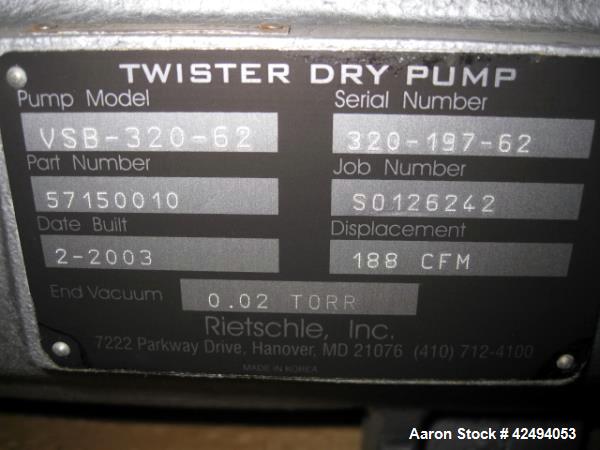 TWISTER DRY PUMP
Pump Model Serial Number
VSB-320-62 320-197-62
Part Number Job Number
57150010 S0126242
Date Built Displacement
2-2003 188 CFM
End Vacuum 0.02 TORR
Rietschle, Inc.
7222 Parkway Drive, Hanover, MD 21076 (410) 712-4100
MADE IN KOREA
Aaron Stock # 42494053